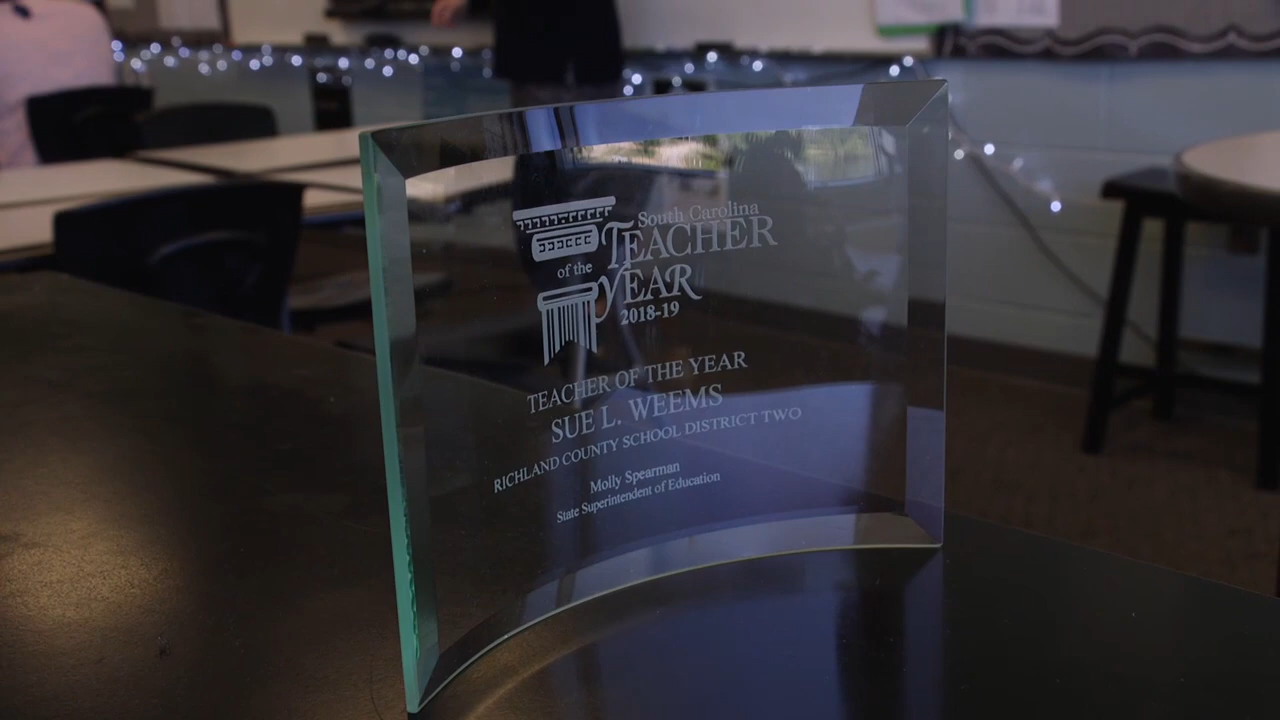 South Carolina
TEACHER
of the
YEAR
2018-19
TEACHER OF THE YEAR
SUE L. WEEMS
RICHLAND COUNTY SCHOOL DISTRICT TWO
Molly Spearman
State Superintendent of Education